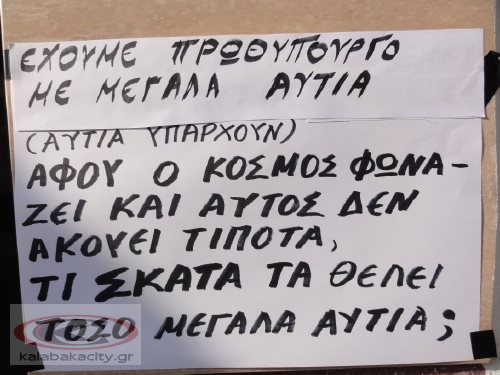 ΕΧΟΥΜΕ ΠΡΩΘΥΠΟΥΡΓΟ
ΜΕ ΜΕΓΑΛΑ ΑΥΤΙΑ
(ΑΥΤΙΑ ΥΠΑΡΧΟΥΝ)
ΑΦΟΥ Ο ΚΟΣΜΟΣ ΦΩΝΑ-
ΖΕΙ ΚΑΙ ΑΥΤΟΣ ΔΕΝ
ΑΚΟΥΕΙ ΤΙΠΟΤΑ,
ΤΙ ΣΚΑΤΑ ΤΑ ΘΕΛΕΙ
ΤΟΣΟ ΜΕΓΑΛΑ ΑΥΤΙΑ;
kalabakacity.gr